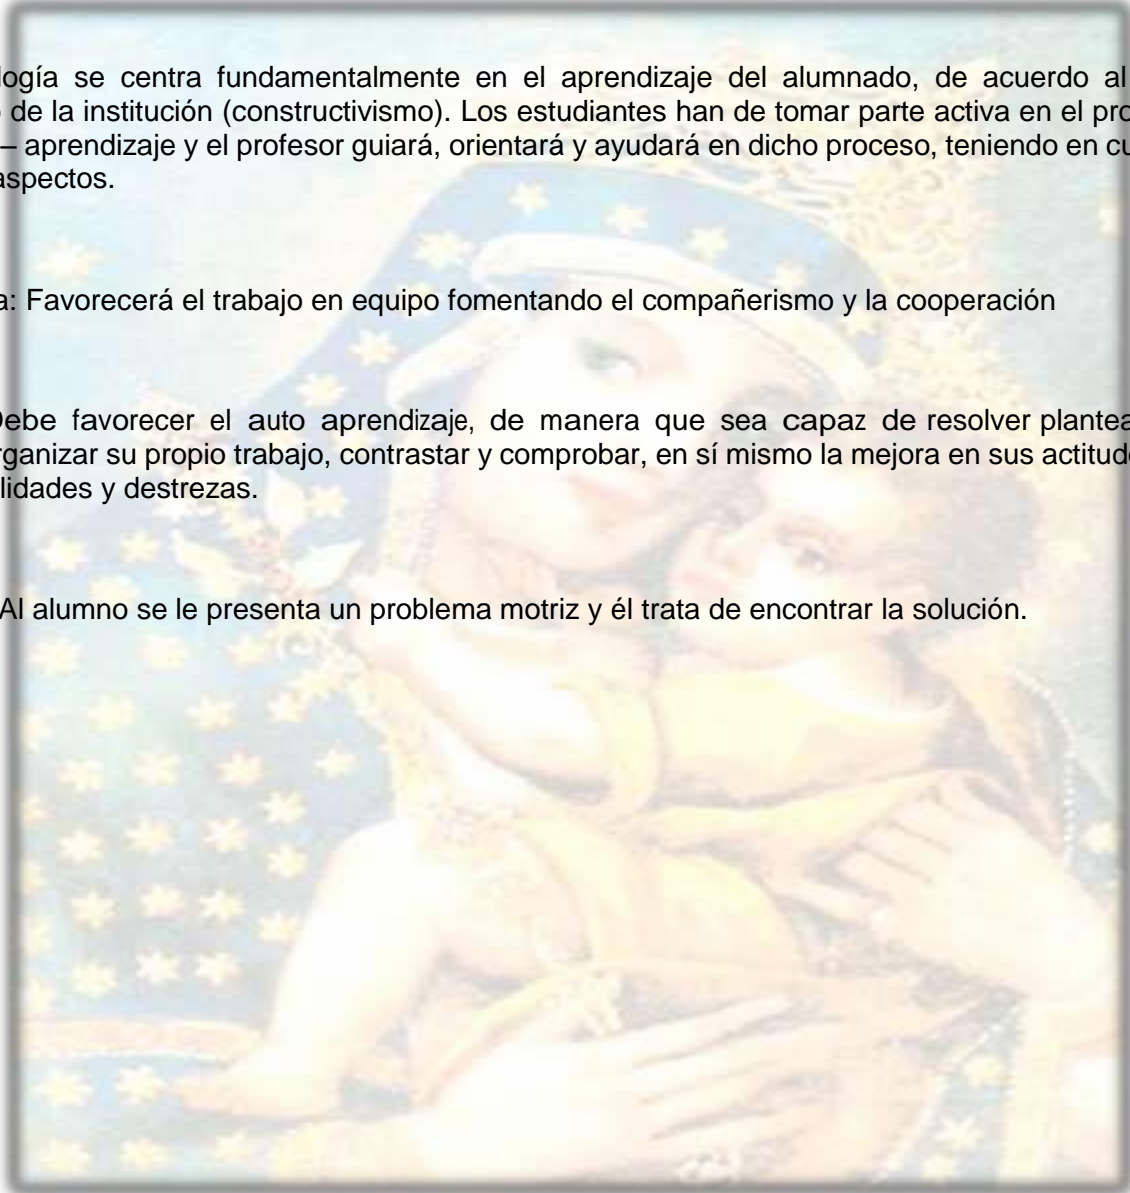 logía se centra fundamentalmente en el aprendizaje del alumnado, de acuerdo al
o de la institución (constructivismo). Los estudiantes han de tomar parte activa en el pro
– aprendizaje y el profesor guiará, orientará y ayudará en dicho proceso, teniendo en cu
aspectos.
a: Favorecerá el trabajo en equipo fomentando el compañerismo y la cooperación
Debe favorecer el auto aprendizaje, de manera que sea capaz de resolver plantea
rganizar su propio trabajo, contrastar y comprobar, en sí mismo la mejora en sus actitud
lidades y destrezas.
Al alumno se le presenta un problema motriz y él trata de encontrar la solución.